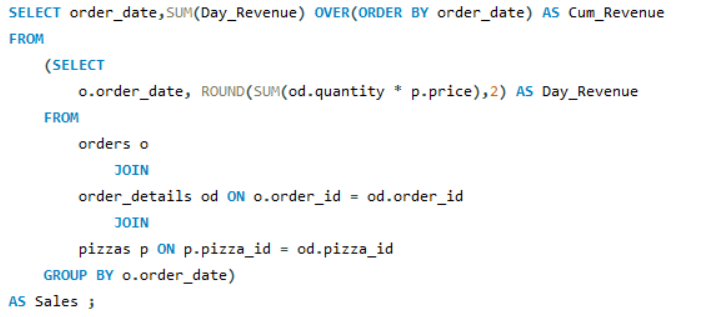 SELECT order_date,SUM(Day_Revenue) OVER(ORDER BY order_date) AS Cum_Revenue
FROM
(SELECT
o.order_date, ROUND(SUM(od.quantity * p.price),2) AS Day_Revenue
FROM
orders o
JOIN
order_details od ON o.order_id = od.order_id
JOIN
pizzas p ON p.pizza_id = od.pizza_id
GROUP BY o.order_date)
AS Sales ;